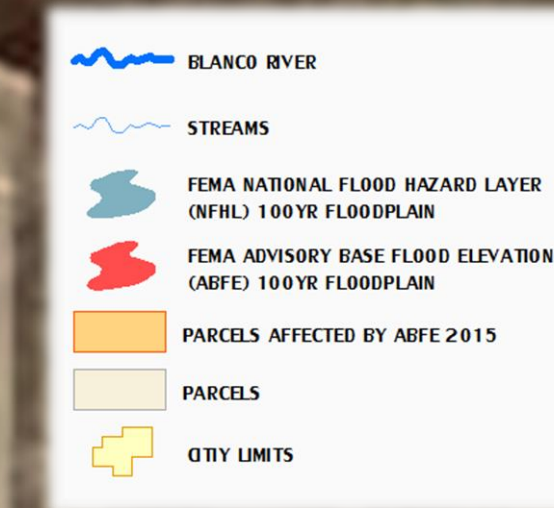 BLANCO RIVER
STREAMS
FEMA NATIONAL FLOOD HAZARD LAYER
(NFHL) 100YR FLOODPLAIN
FEMA ADVISORY BASE FLOOD ELEVATION
(ABFE) 100YR FLOODPLAIN
PARCELS AFFECTED BY ABFE 2015
PARCELS
CITIY LIMITS